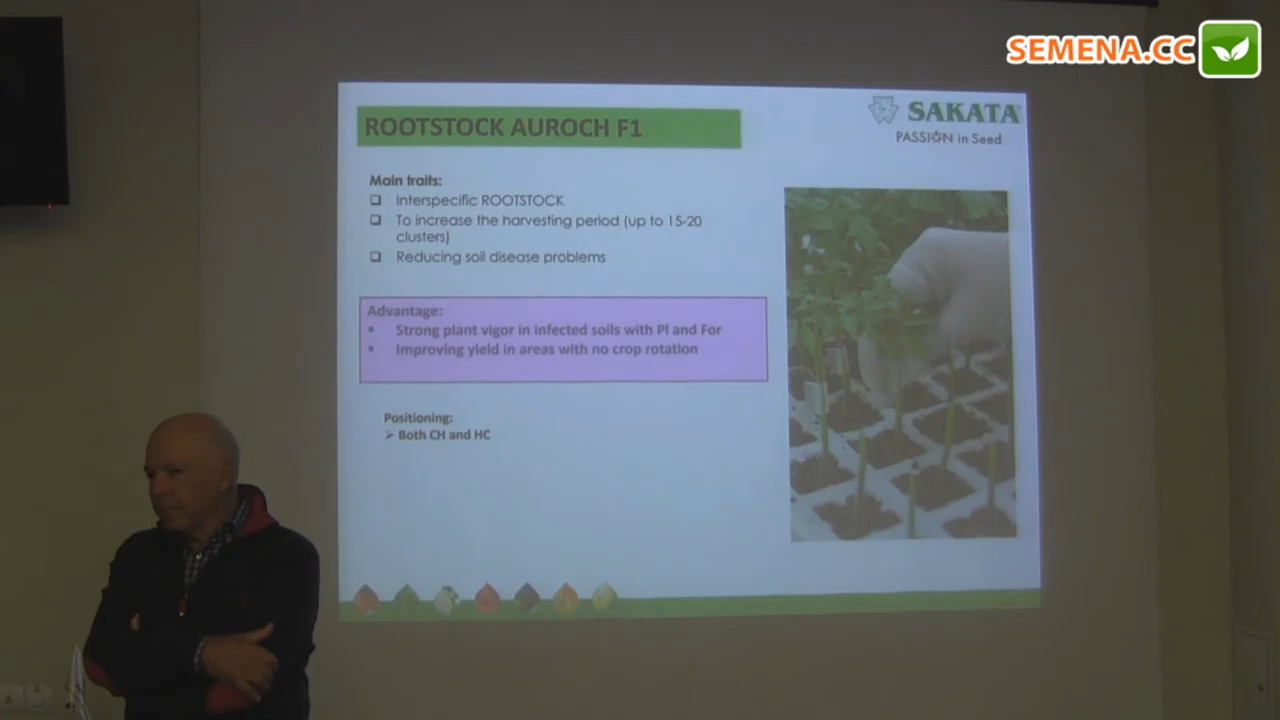 SEMENA.CC
ROOTSTOCK AUROCH F1
SAKATA
PASSION in Seed
Main traits:
Interspecific ROOTSTOCK
To increase the harvesting period (up to 15-20
clusters)
Reducing soil disease problems
Advantage:
Strong plant vigor in infected soils with Pl and For
Improving yield in areas with no crop rotation
Positioning:
Both CH and HC